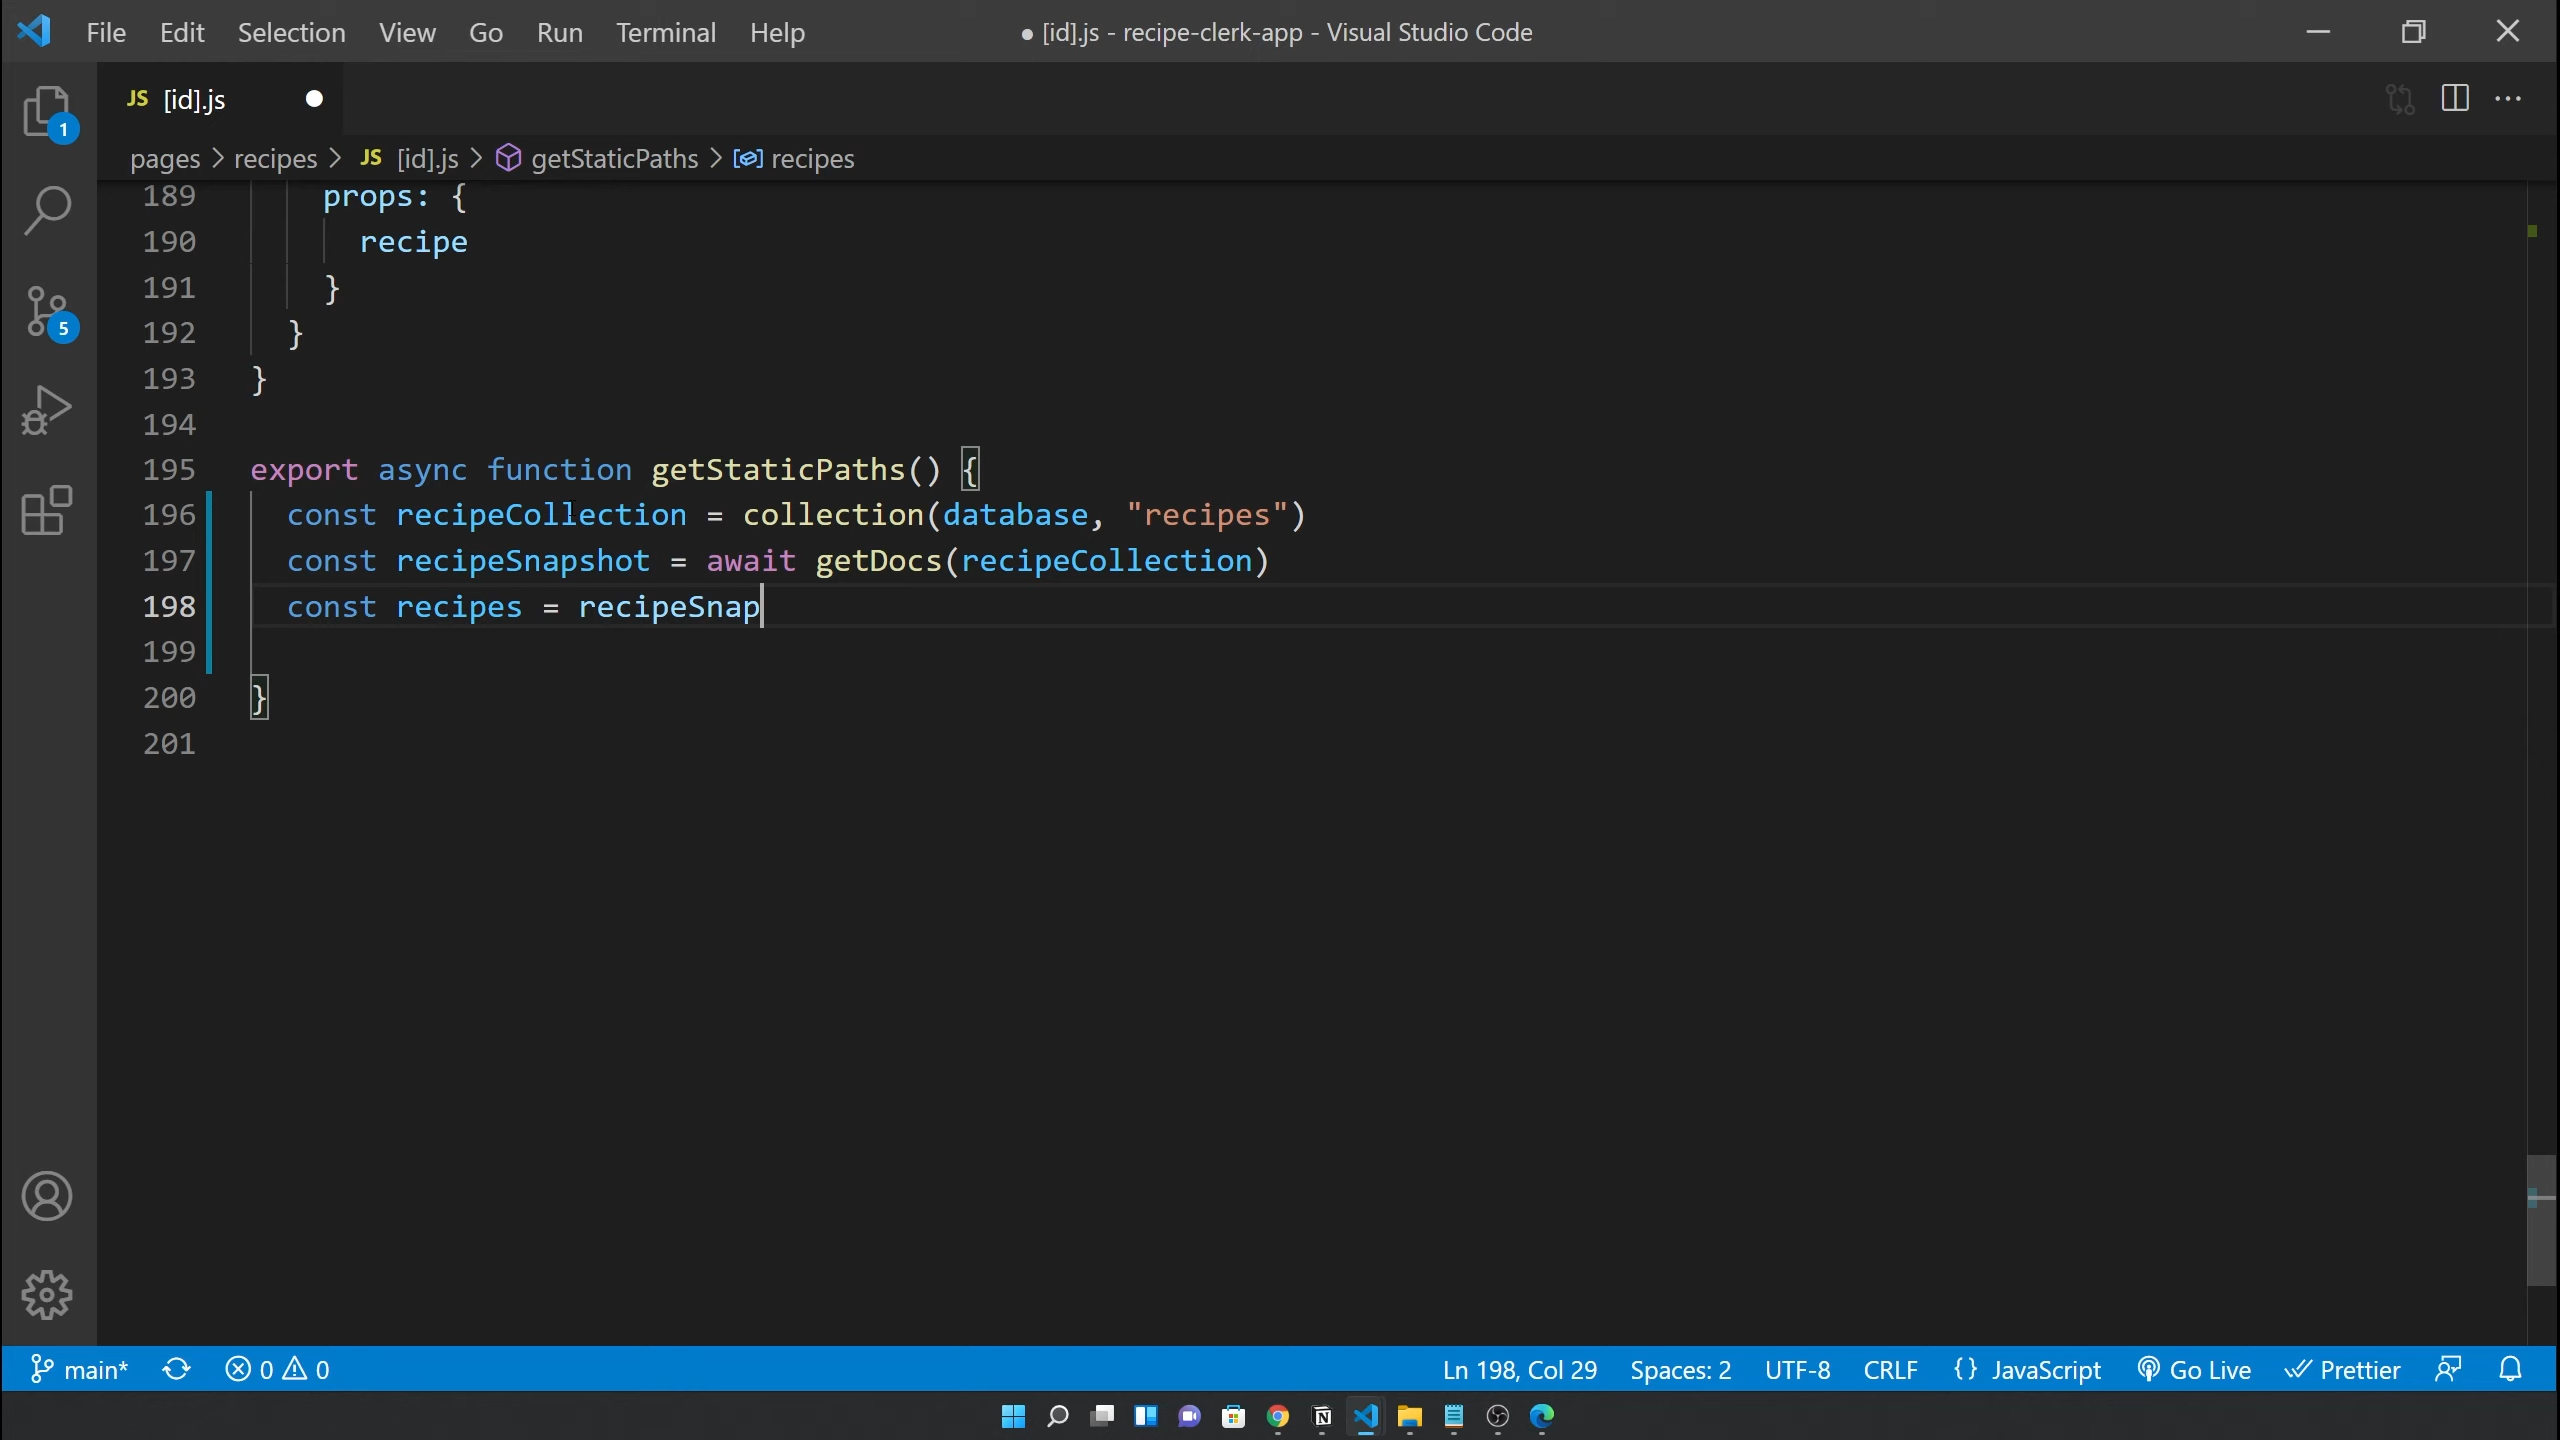 File Edit Selection View Go Run Terminal Help ● [id].js - recipe-clerk-app - Visual Studio Code
JS [id].js
pages > recipes > JS [id].js > getStaticPaths > recipes
1
5
189 props: {
190 recipe
191 }
192 }
193 }
194
195 export async function getStaticPaths() {
196 const recipeCollection = collection(database, "recipes")
197 const recipeSnapshot = await getDocs(recipeCollection)
198 const recipes = recipeSnap
199
200 }
201
main* 0 0 Ln 198, Col 29 Spaces: 2 UTF-8 CRLF {} JavaScript Go Live Prettier